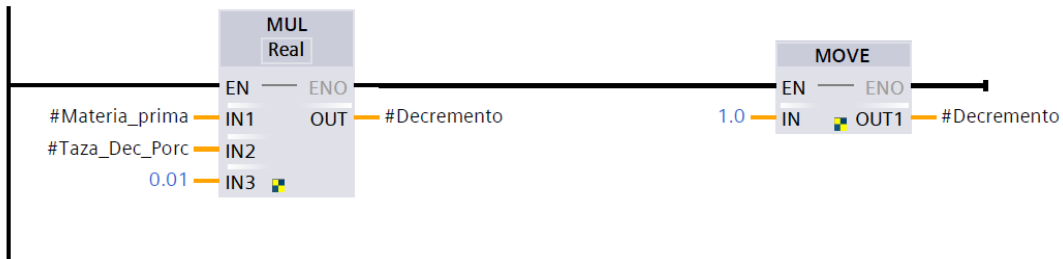 MUL
Real
EN ENO
#Materia_prima IN1 OUT #Decremento
#Taza_Dec_Porc IN2
0.01 IN3
MOVE
EN ENO
1.0 IN OUT1 #Decremento